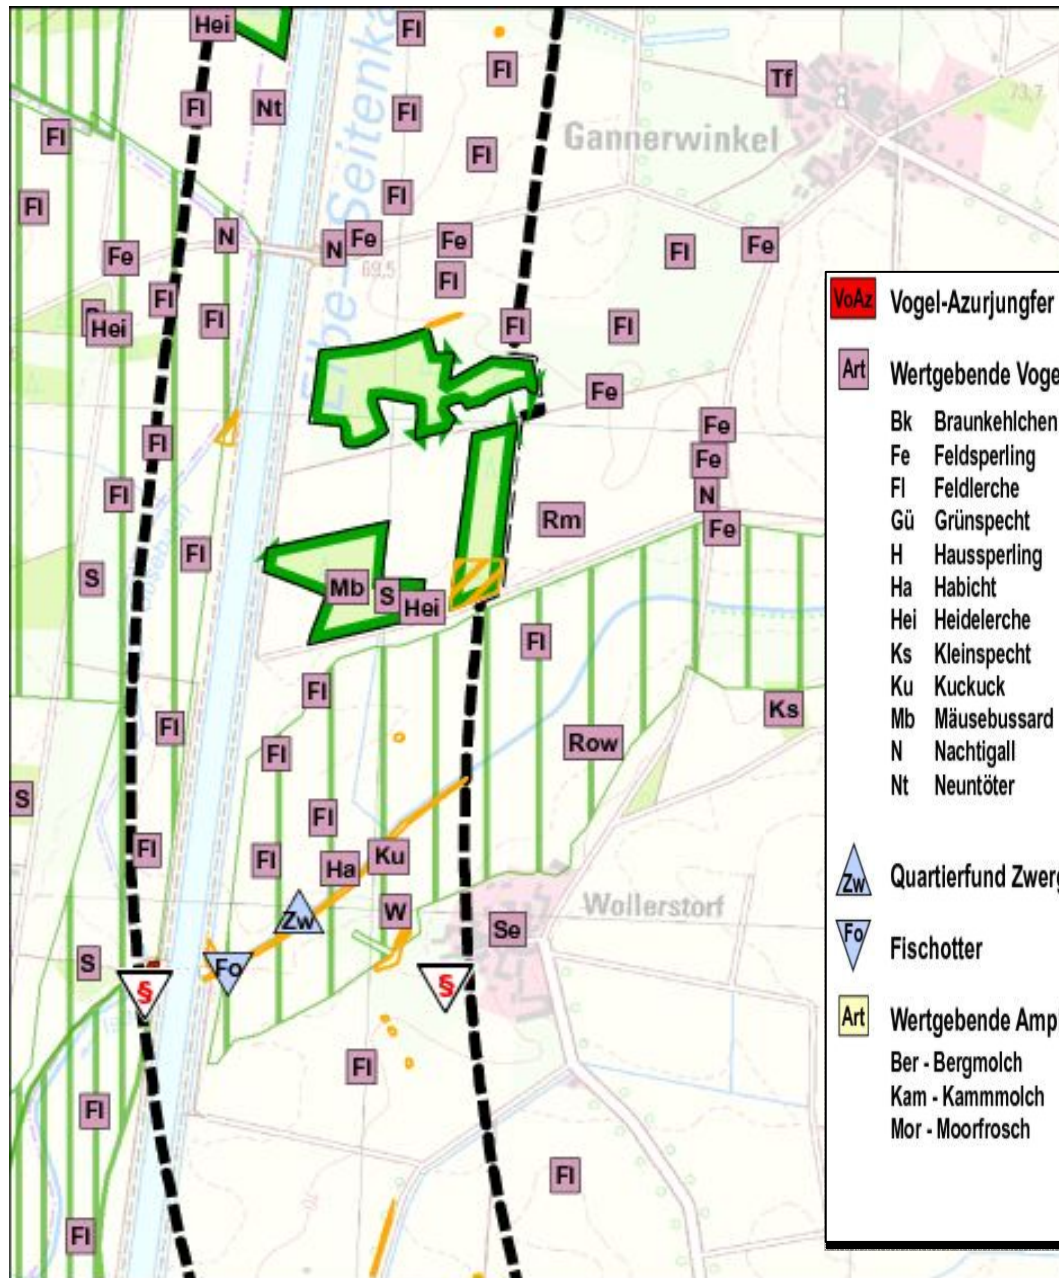 Hei
Fl
Fl
Tf
Fl
Nt
Fl
73,7
Fl
Gannerwinkel
Fl
Elbe-Seitenka
Fl
Fl
N
N
Fe
Fe
Fl
Fe
Fe
69,5
Fl
Fl
Hei
Fl
Fl
Fl
Fe
Fl
Fe
Fe
Fl
N
Rm
Fe
Fl
S
Mb
S
Hei
Fl
Fl
Ks
Fl
Fl
Row
S
Fl
Fl
Fl
Ha
Ku
Zw
W
Wollerstorf
Se
S
Fo
§
§
Fl
Fl
Fl
Fl
VoAz Vogel-Azurjungfer
Art Wertgebende Voge
Bk Braunkehlchen
Fe Feldsperling
Fl Feldlerche
Gü Grünspecht
H Haussperling
Ha Habicht
Hei Heidelerche
Ks Kleinspecht
Ku Kuckuck
Mb Mäusebussard
N Nachtigall
Nt Neuntöter
Zw Quartierfund Zwerg
Fo Fischotter
Art Wertgebende Amp
Ber - Bergmolch
Kam - Kammmolch
Mor - Moorfrosch